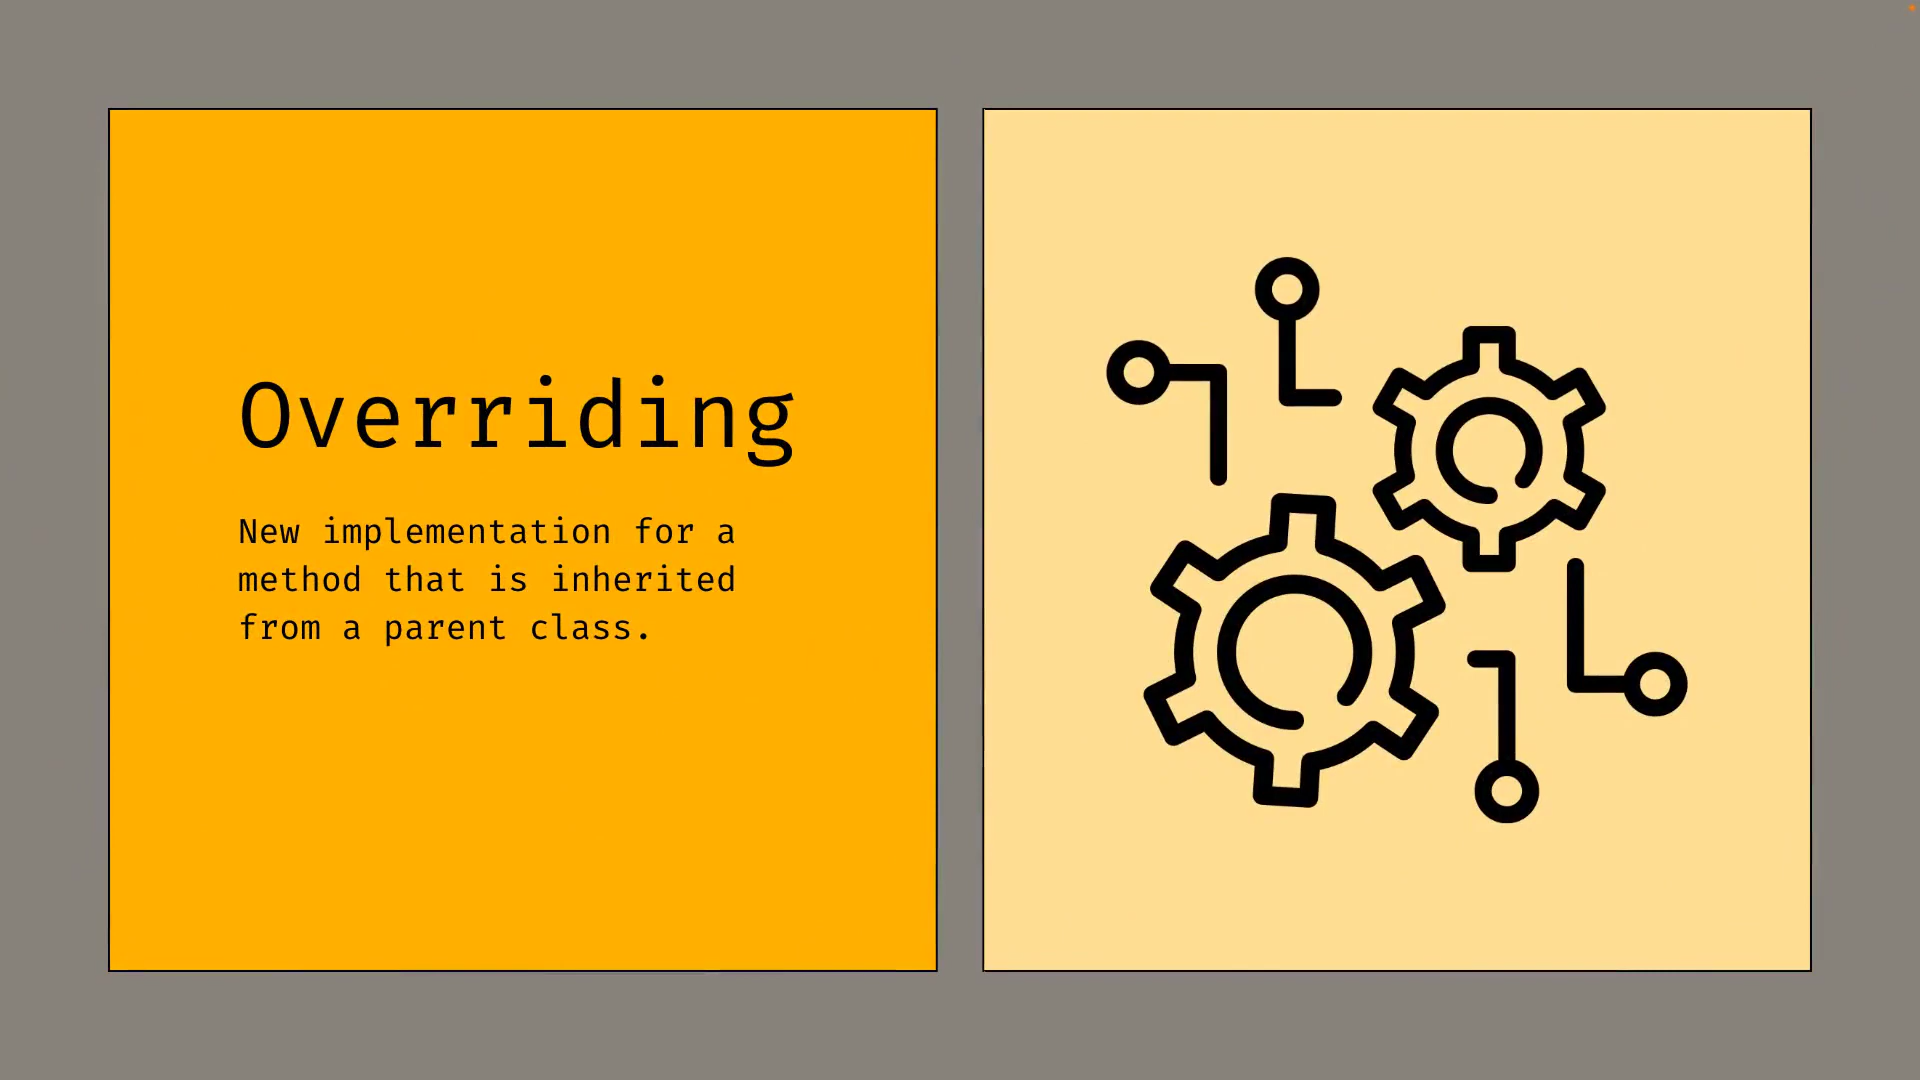 Overriding
New implementation for a
method that is inherited
from a parent class.